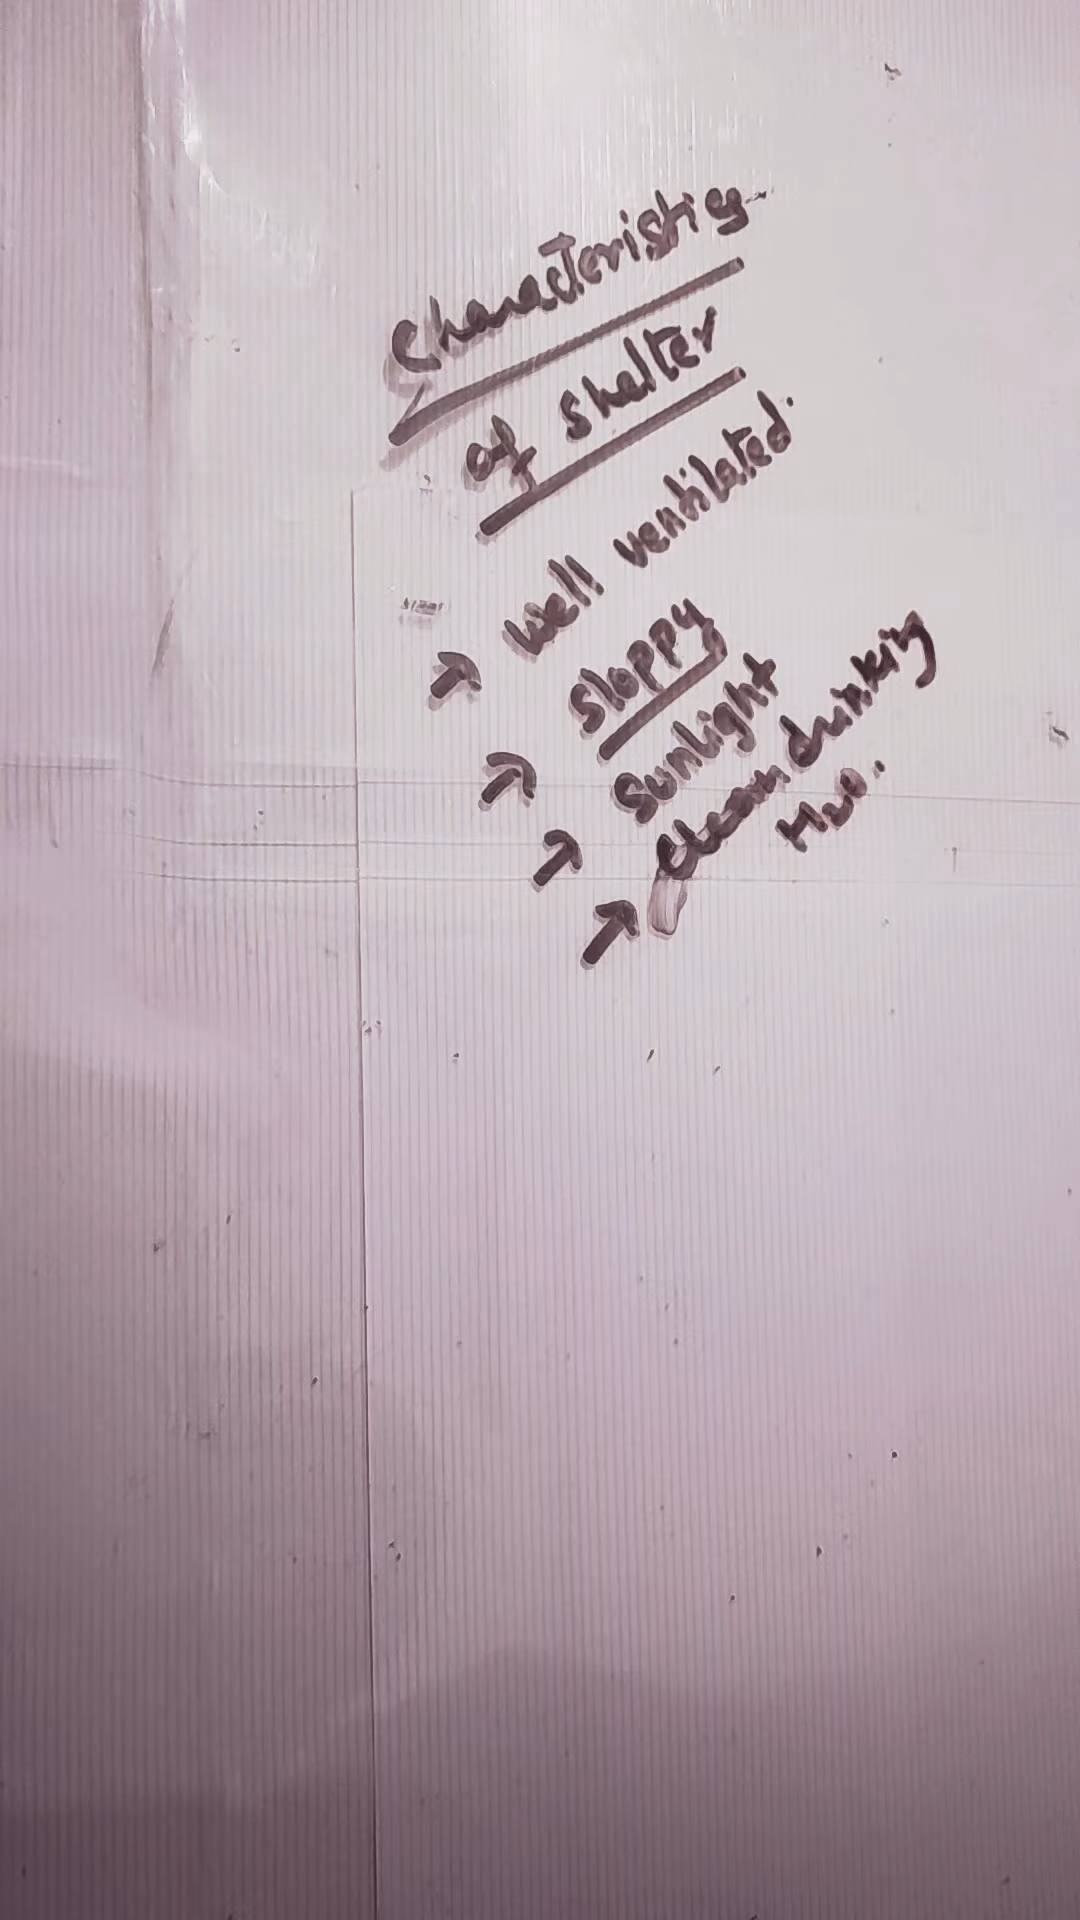 Characteristics
of Shelter
→ Well ventilated.
→ Sloppy
→ Sunlight
→ Clean drinking
H2O.